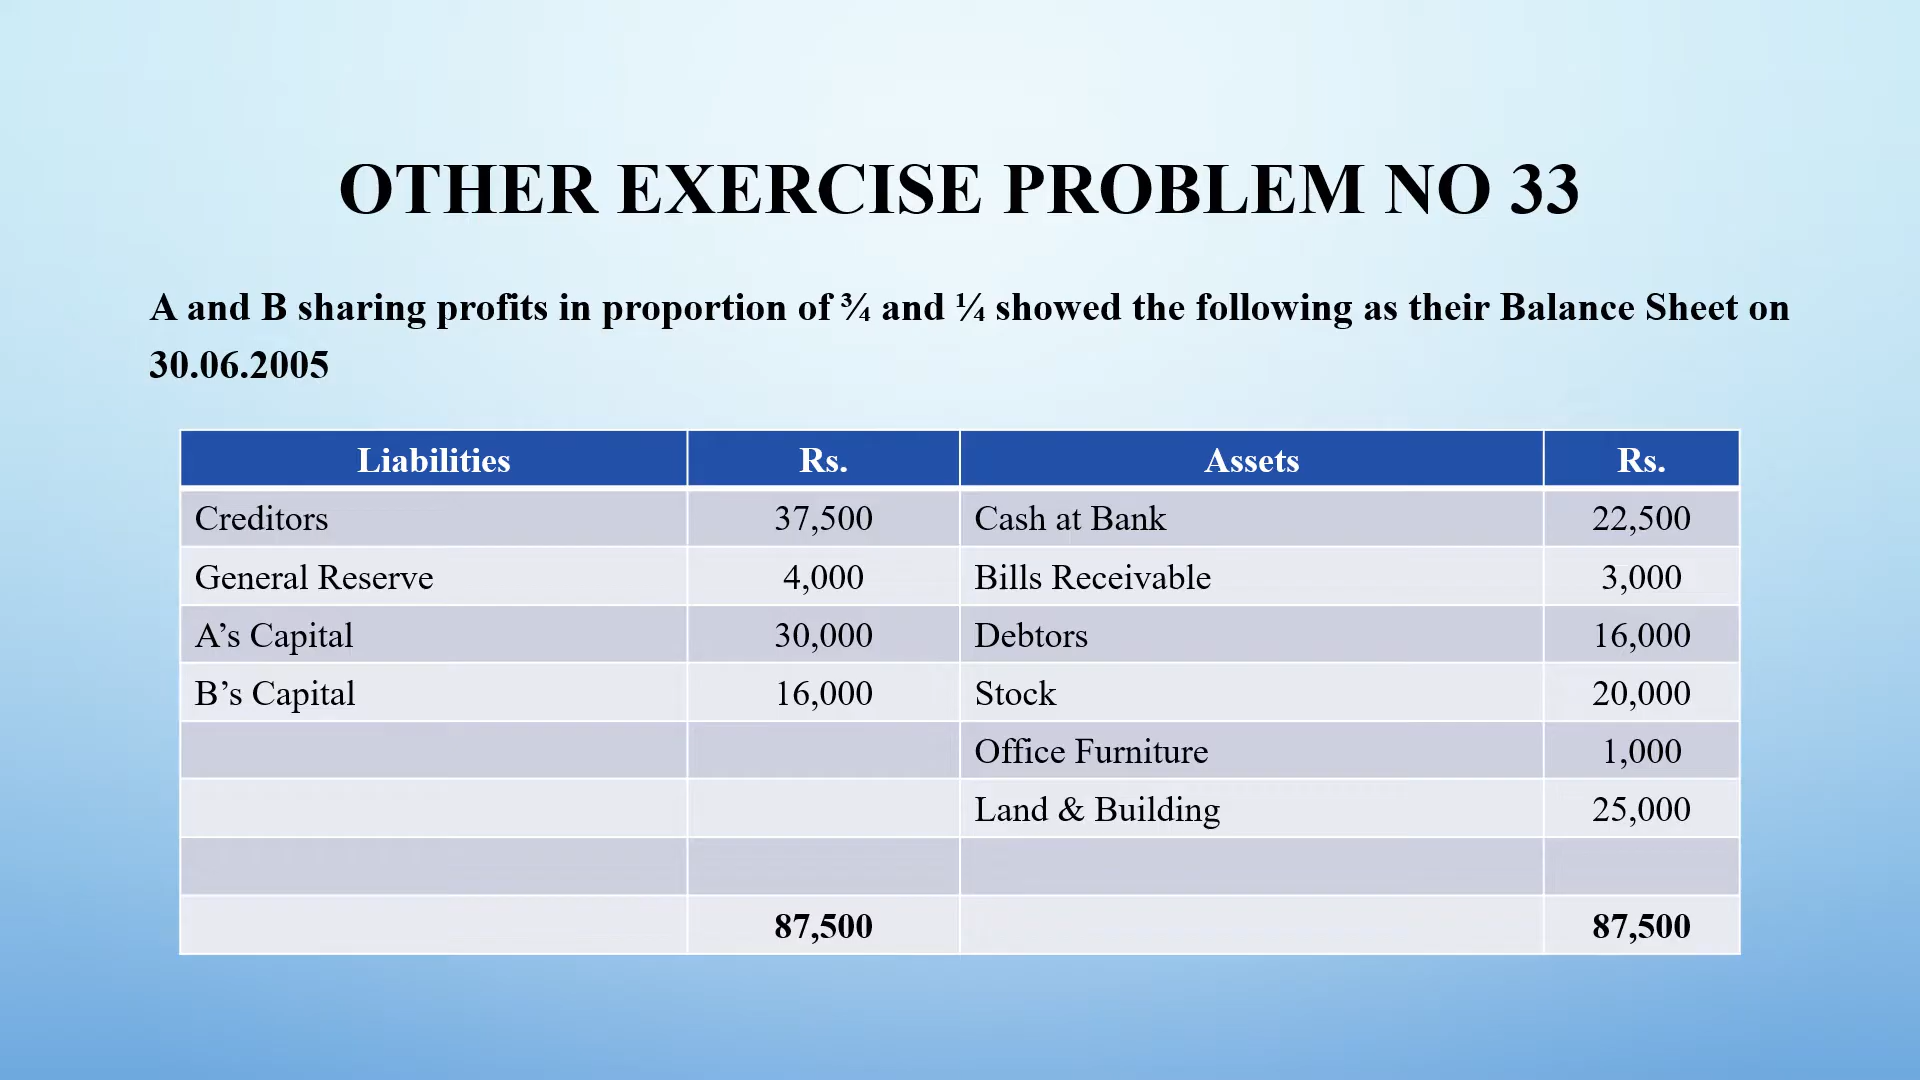 OTHER EXERCISE PROBLEM NO 33
A and B sharing profits in proportion of ¾ and ¼ showed the following as their Balance Sheet on
30.06.2005
Liabilities Rs. Assets Rs.
Creditors 37,500 Cash at Bank 22,500
General Reserve 4,000 Bills Receivable 3,000
A’s Capital 30,000 Debtors 16,000
B’s Capital 16,000 Stock 20,000
Office Furniture 1,000
Land & Building 25,000
87,500 87,500